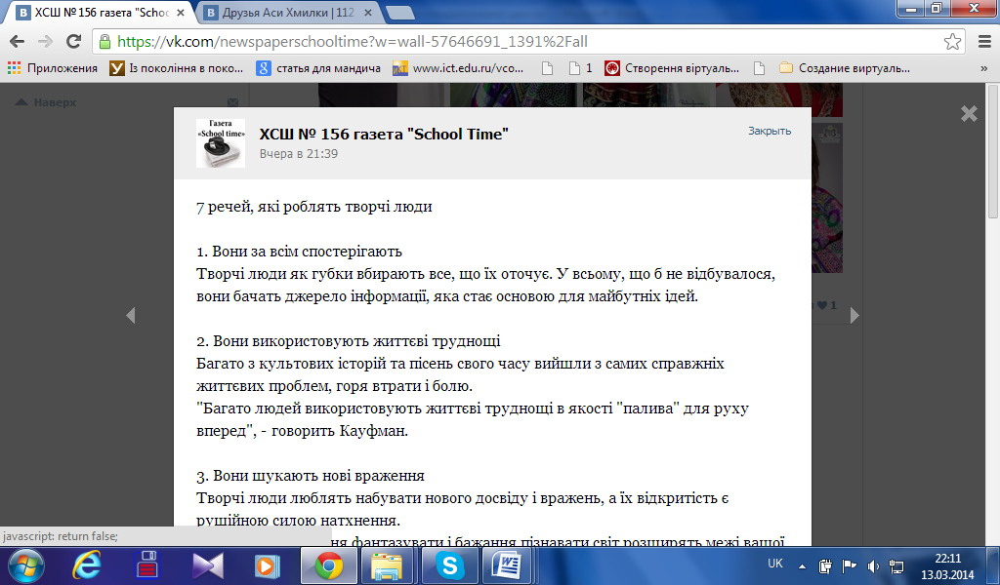 ХСШ № 156 газета "Schoo
Друзья Аси Хмилки | 112
https://vk.com/newspaperschooltime?w=wall-57646691_1391%2Fall
Приложения
Із покоління в поко...
статья для мандича
www.ict.edu.ru/vco...
1
Створення віртуаль...
Создание виртуаль...
»
Наверх
Газета
«School time»
ХСШ № 156 газета "School Time"
Вчера в 21:39
Закрыть
7 речей, які роблять творчі люди
1. Вони за всім спостерігають
Творчі люди як губки вбирають все, що їх оточує. У всьому, що б не відбувалося,
вони бачать джерело інформації, яка стає основою для майбутніх ідей.
1
2. Вони використовують життєві труднощі
Багато з культових історій та пісень свого часу вийшли з самих справжніх
життєвих проблем, горя втрати і болю.
"Багато людей використовують життєві труднощі в якості "палива" для руху
вперед", - говорить Кауфман.
3. Вони шукають нові враження
Творчі люди люблять набувати нового досвіду і вражень, а їх відкритість є
рушійною силою натхнення.
javascript: return false;
ня фантазувати і бажання пізнавати світ розширять межі вашої
UK
22:11
13.03.2014